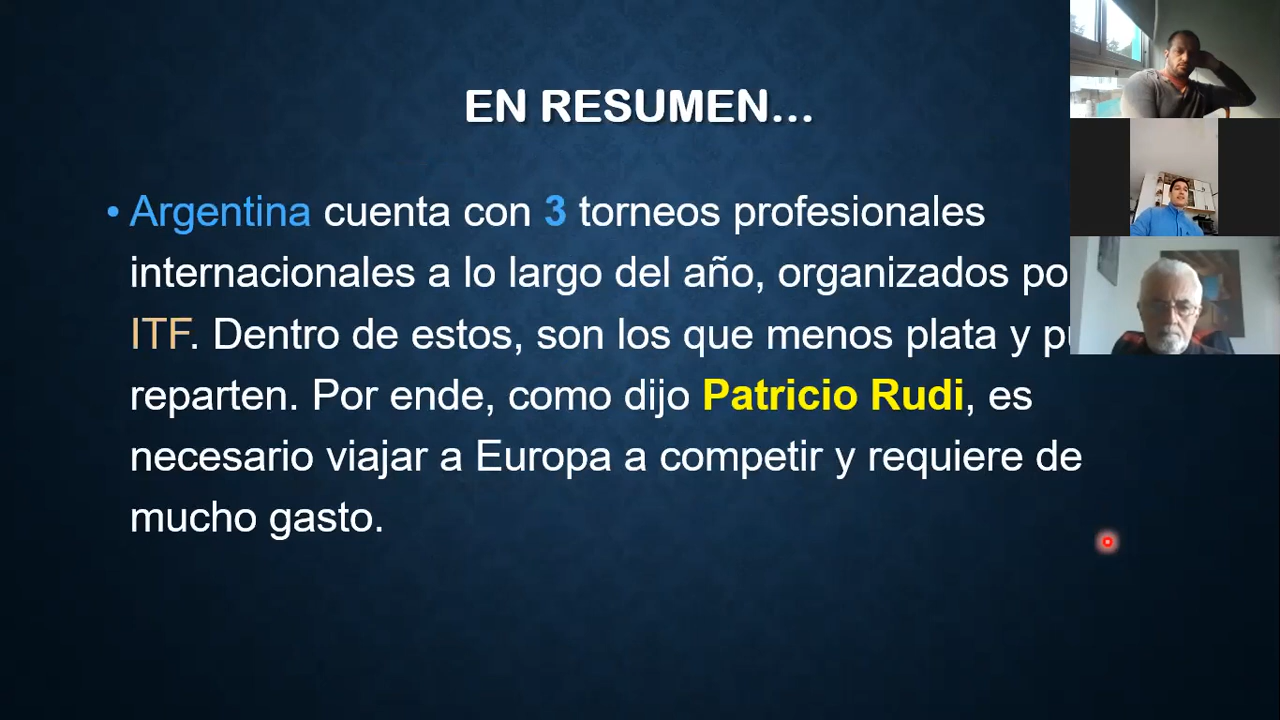 EN RESUMEN...
• Argentina cuenta con 3 torneos profesionales
internacionales a lo largo del año, organizados
ITF. Dentro de estos, son los que menos plata y
reparten. Por ende, como dijo Patricio Rudi, es
necesario viajar a Europa a competir y requiere de
mucho gasto.